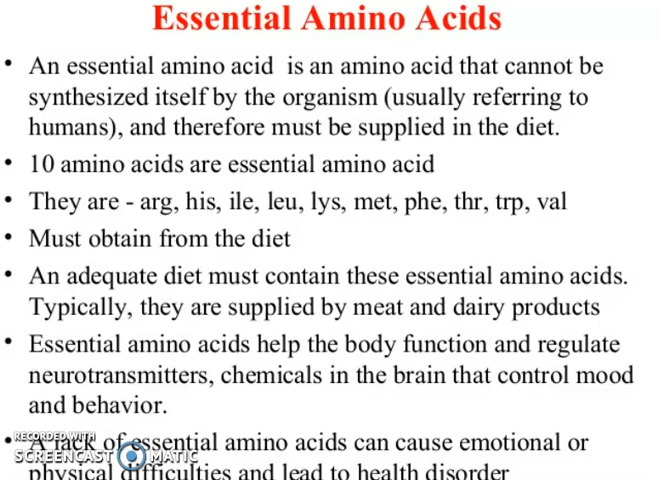 Essential Amino Acids
• An essential amino acid is an amino acid that cannot be
synthesized itself by the organism (usually referring to
humans), and therefore must be supplied in the diet.
• 10 amino acids are essential amino acid
• They are - arg, his, ile, leu, lys, met, phe, thr, trp, val
• Must obtain from the diet
• An adequate diet must contain these essential amino acids.
Typically, they are supplied by meat and dairy products
• Essential amino acids help the body function and regulate
neurotransmitters, chemicals in the brain that control mood
and behavior.
• A lack of essential amino acids can cause emotional or
physical difficulties and lead to health disorder
RECORDED WITH
SCREENCAST MATIC